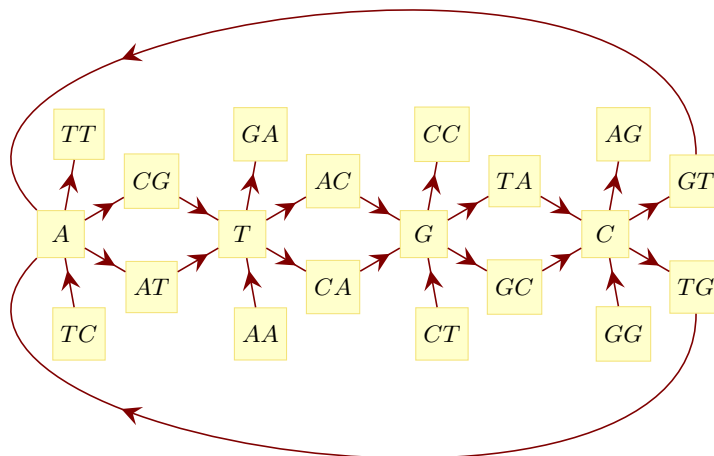 TT GA CC AG
CG AC TA GT
A T G C
AT CA GC TG
TC AA CT GG